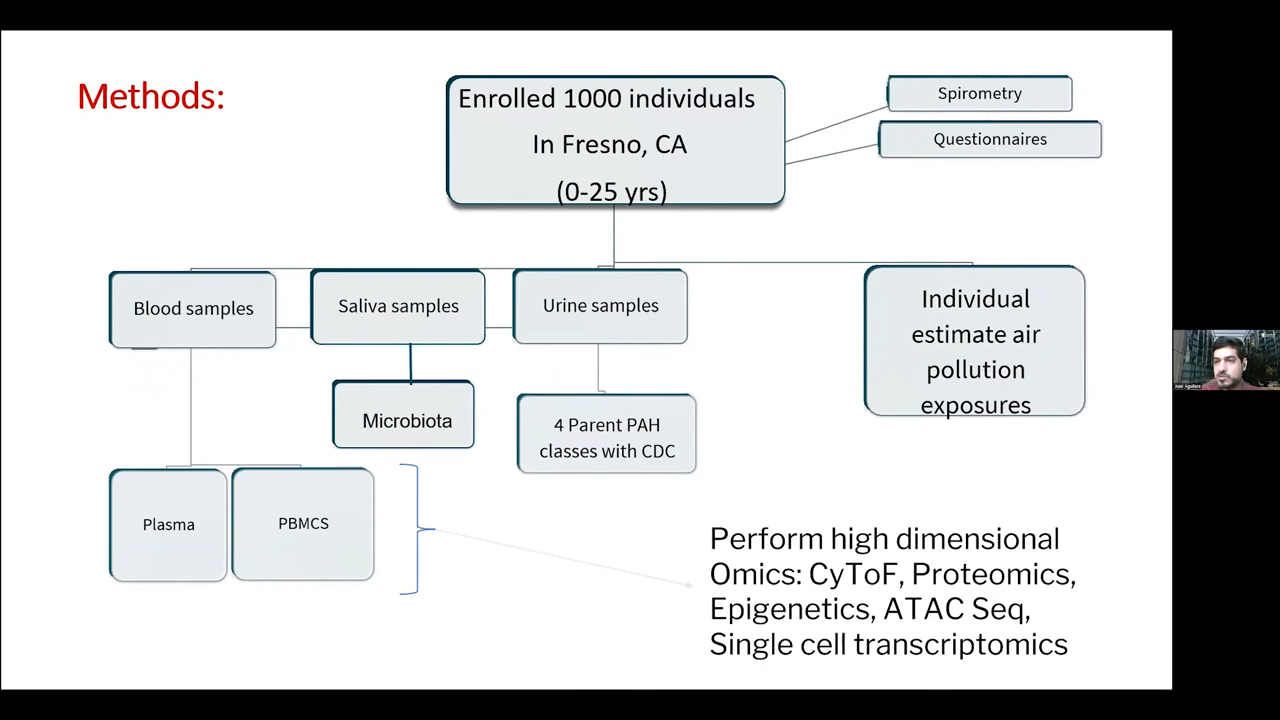 Methods:
Enrolled 1000 individuals
In Fresno, CA
(0-25 yrs)
Spirometry
Questionnaires
Blood samples
Saliva samples
Urine samples
Individual
estimate air
pollution
exposures
Microbiota
4 Parent PAH
classes with CDC
Plasma
PBMCS
Perform high dimensional
Omics: CyToF, Proteomics,
Epigenetics, ATAC Seq,
Single cell transcriptomics
Juan Aguilera